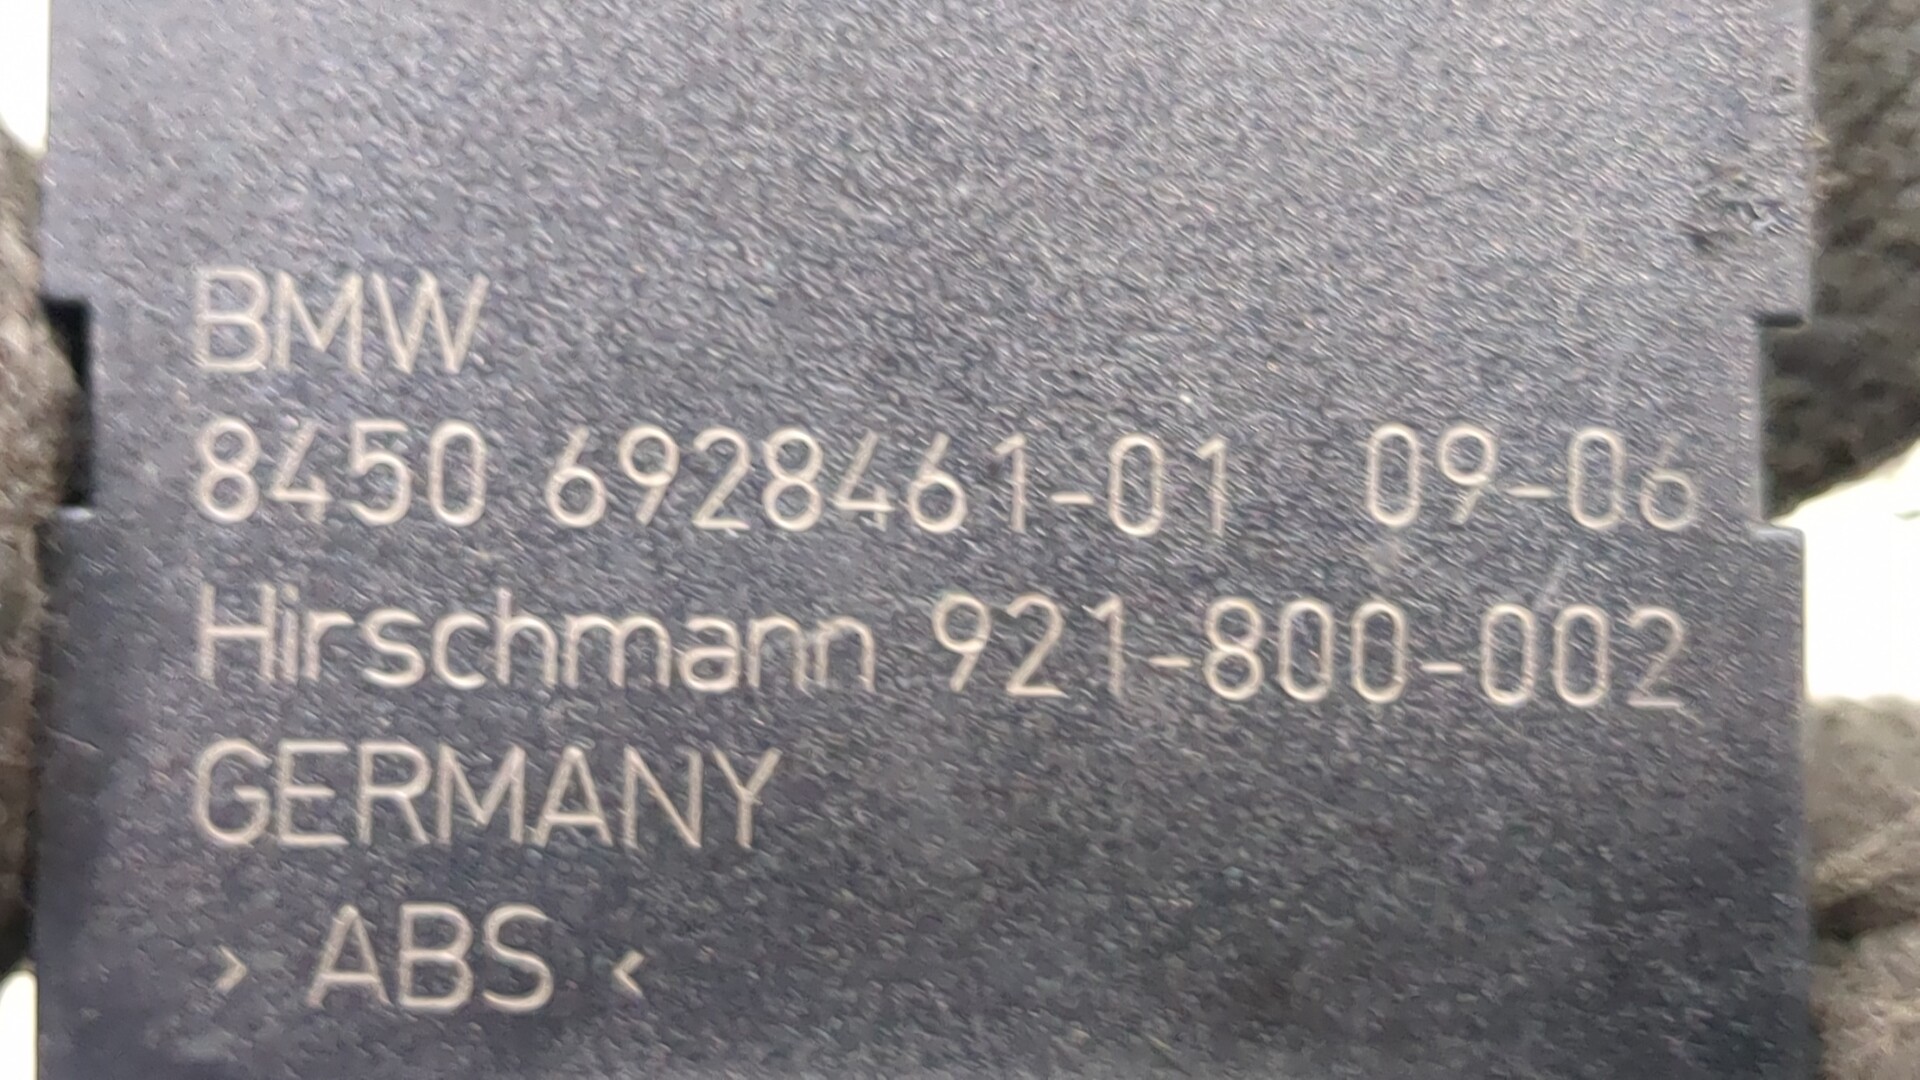 BMW
8450 6928461-01 09-06
Hirschmann 921-800-002
GERMANY
> ABS <